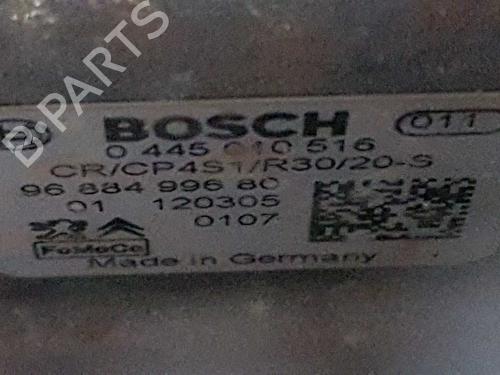 B-PARTS
BOSCH 011
0 445 010 516
CR/CP4S1/R30/20-S
96 884 996 80
01 120305
0107
FoMoCo
Made in Germany